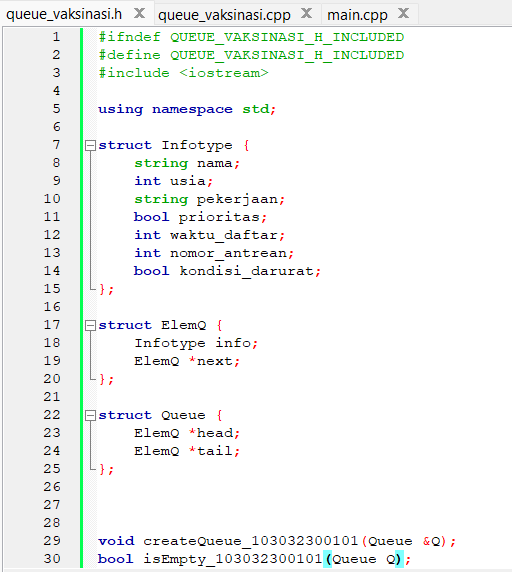 queue_vaksinasi.h X queue_vaksinasi.cpp X main.cpp X
1 #ifndef QUEUE_VAKSINASI_H_INCLUDED
2 #define QUEUE_VAKSINASI_H_INCLUDED
3 #include <iostream>
4
5 using namespace std;
6
7 struct Infotype {
8 string nama;
9 int usia;
10 string pekerjaan;
11 bool prioritas;
12 int waktu_daftar;
13 int nomor_antrean;
14 bool kondisi_darurat;
15 };
16
17 struct ElemQ {
18 Infotype info;
19 ElemQ *next;
20 };
21
22 struct Queue {
23 ElemQ *head;
24 ElemQ *tail;
25 };
26
27
28
29 void createQueue_103032300101(Queue &Q);
30 bool isEmpty_103032300101(Queue Q);